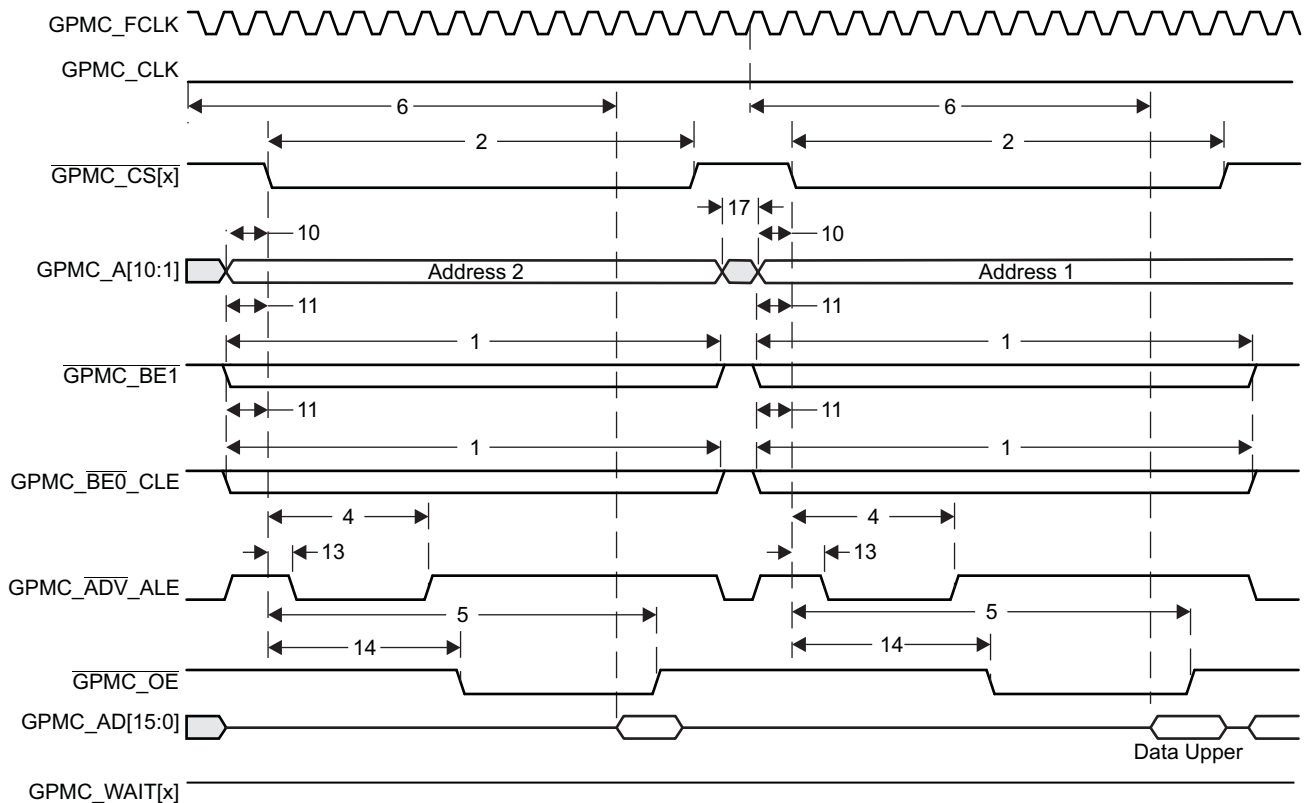 GPMC_FCLK
GPMC_CLK
6 6
2 2
GPMC_CS[x]
17
10 10
GPMC_A[10:1] Address 2 Address 1
11 11
1 1
GPMC_BE1
11 11
1 1
GPMC_BE0_CLE
4 4
13 13
GPMC_ADV_ALE
5 5
14 14
GPMC_OE
GPMC_AD[15:0]
Data Upper
GPMC_WAIT[x]